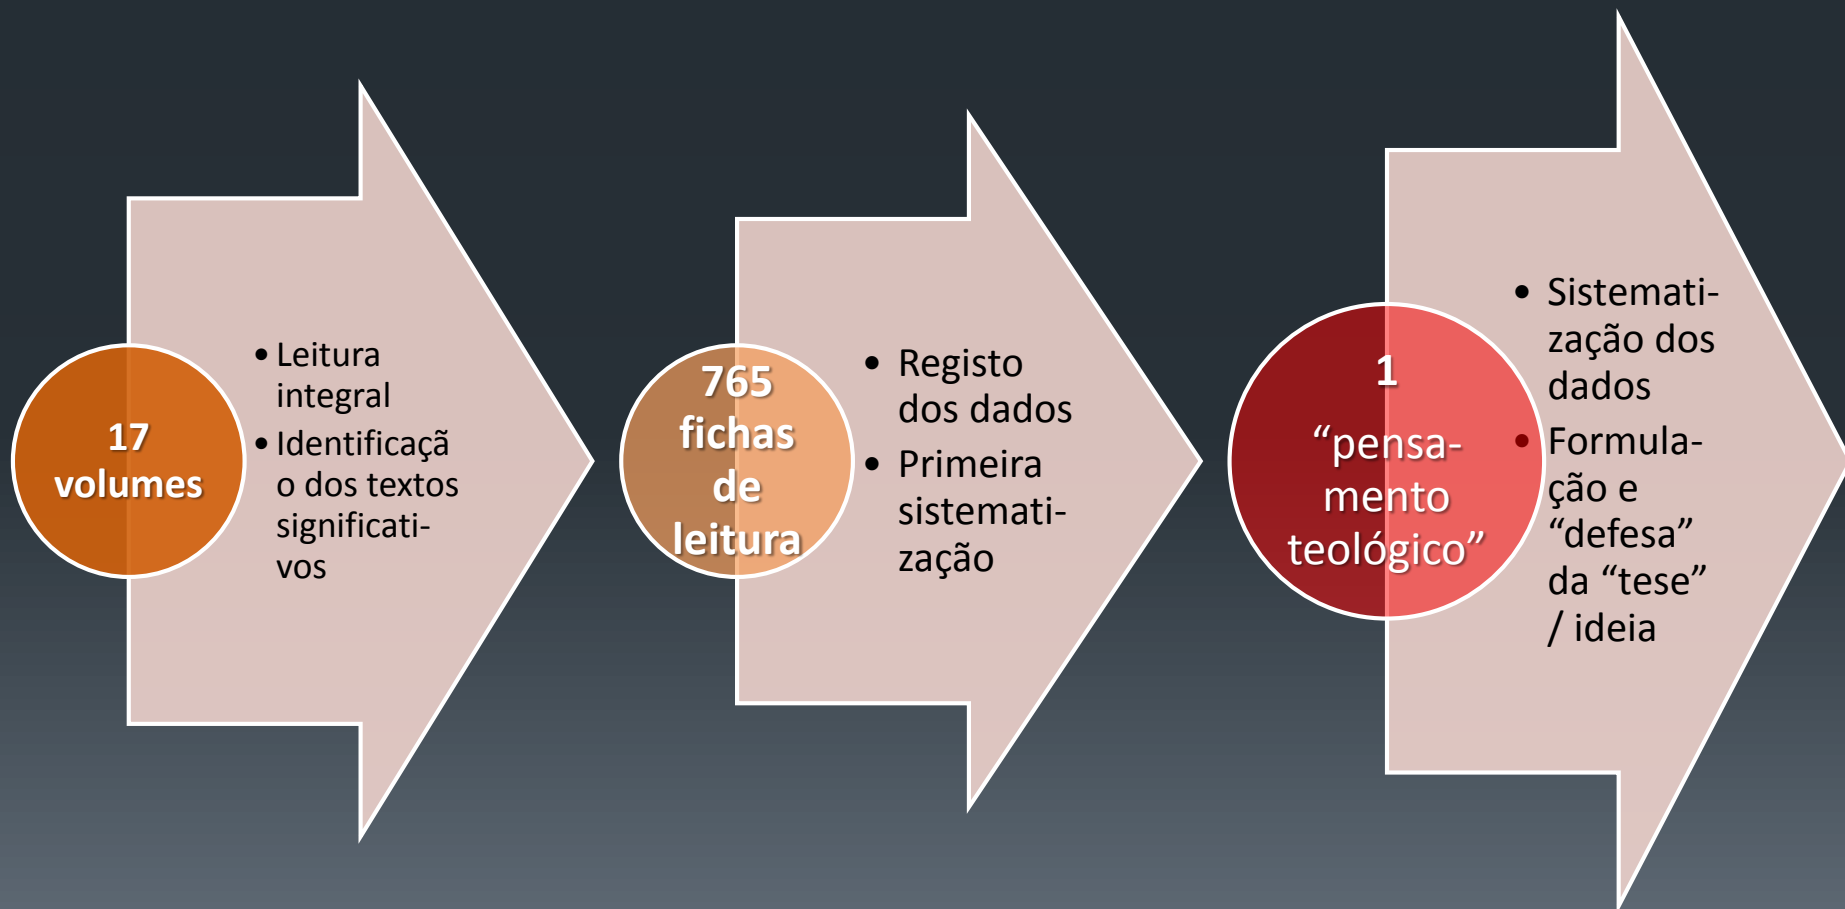 17
volumes
• Leitura
integral
• Identificaçã
o dos textos
significati-
vos
765
fichas
de
leitura
• Registo
dos dados
• Primeira
sistemati-
zação
1
“pensa-
mento
teológico”
• Sistemati-
zação dos
dados
• Formula-
ção e
“defesa”
da “tese”
/ ideia